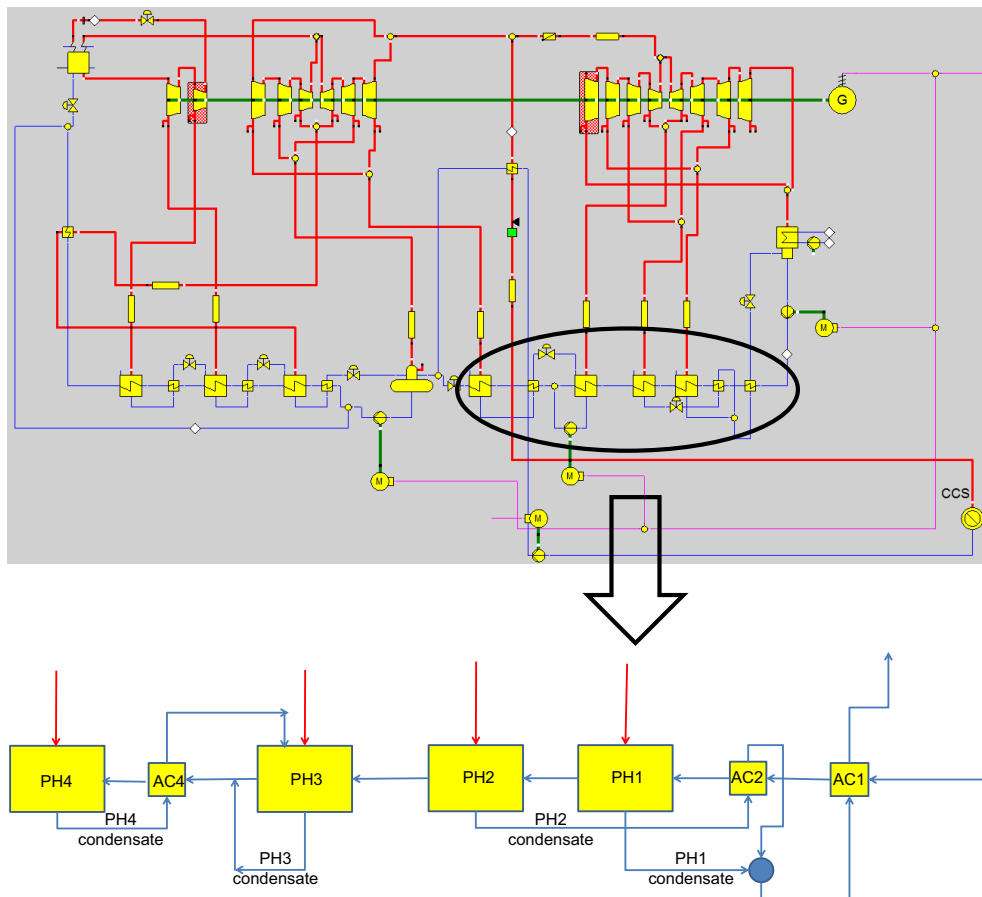 G
M
M
M
M
CCS
PH4
AC4
PH3
PH2
PH1
AC2
AC1
PH4
condensate
PH3
condensate
PH2
condensate
PH1
condensate